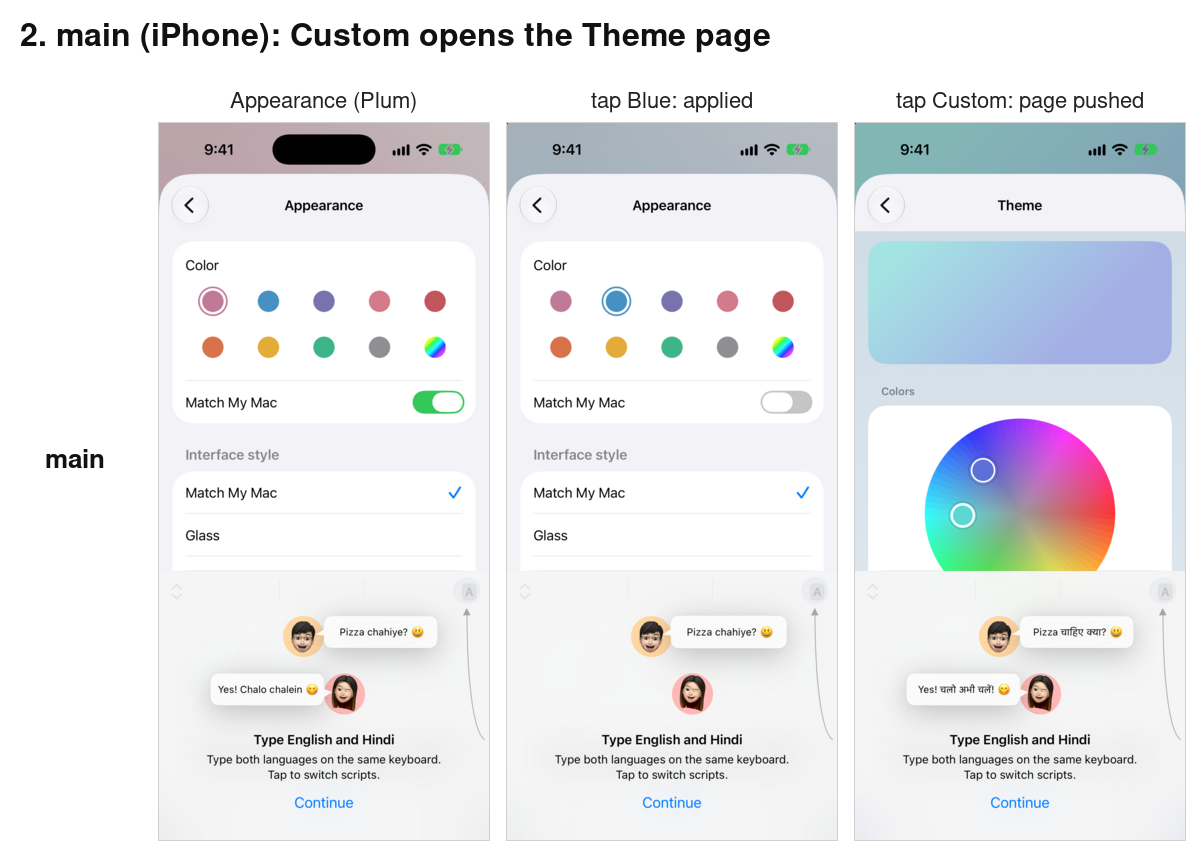 2. main (iPhone): Custom opens the Theme page
Appearance (Plum)
tap Blue: applied
tap Custom: page pushed
main
9:41
Appearance
Color
Match My Mac
Interface style
Match My Mac
Glass
A
Pizza chahiye? 😃
Yes! Chalo chalein 😋
Type English and Hindi
Type both languages on the same keyboard.
Tap to switch scripts.
Continue
9:41
Appearance
Color
Match My Mac
Interface style
Match My Mac
Glass
A
Pizza chahiye? 😃
Type English and Hindi
Type both languages on the same keyboard.
Tap to switch scripts.
Continue
9:41
Theme
Colors
A
Pizza चाहिए क्या? 😃
Yes! चलो अभी चलें! 😋
Type English and Hindi
Type both languages on the same keyboard.
Tap to switch scripts.
Continue